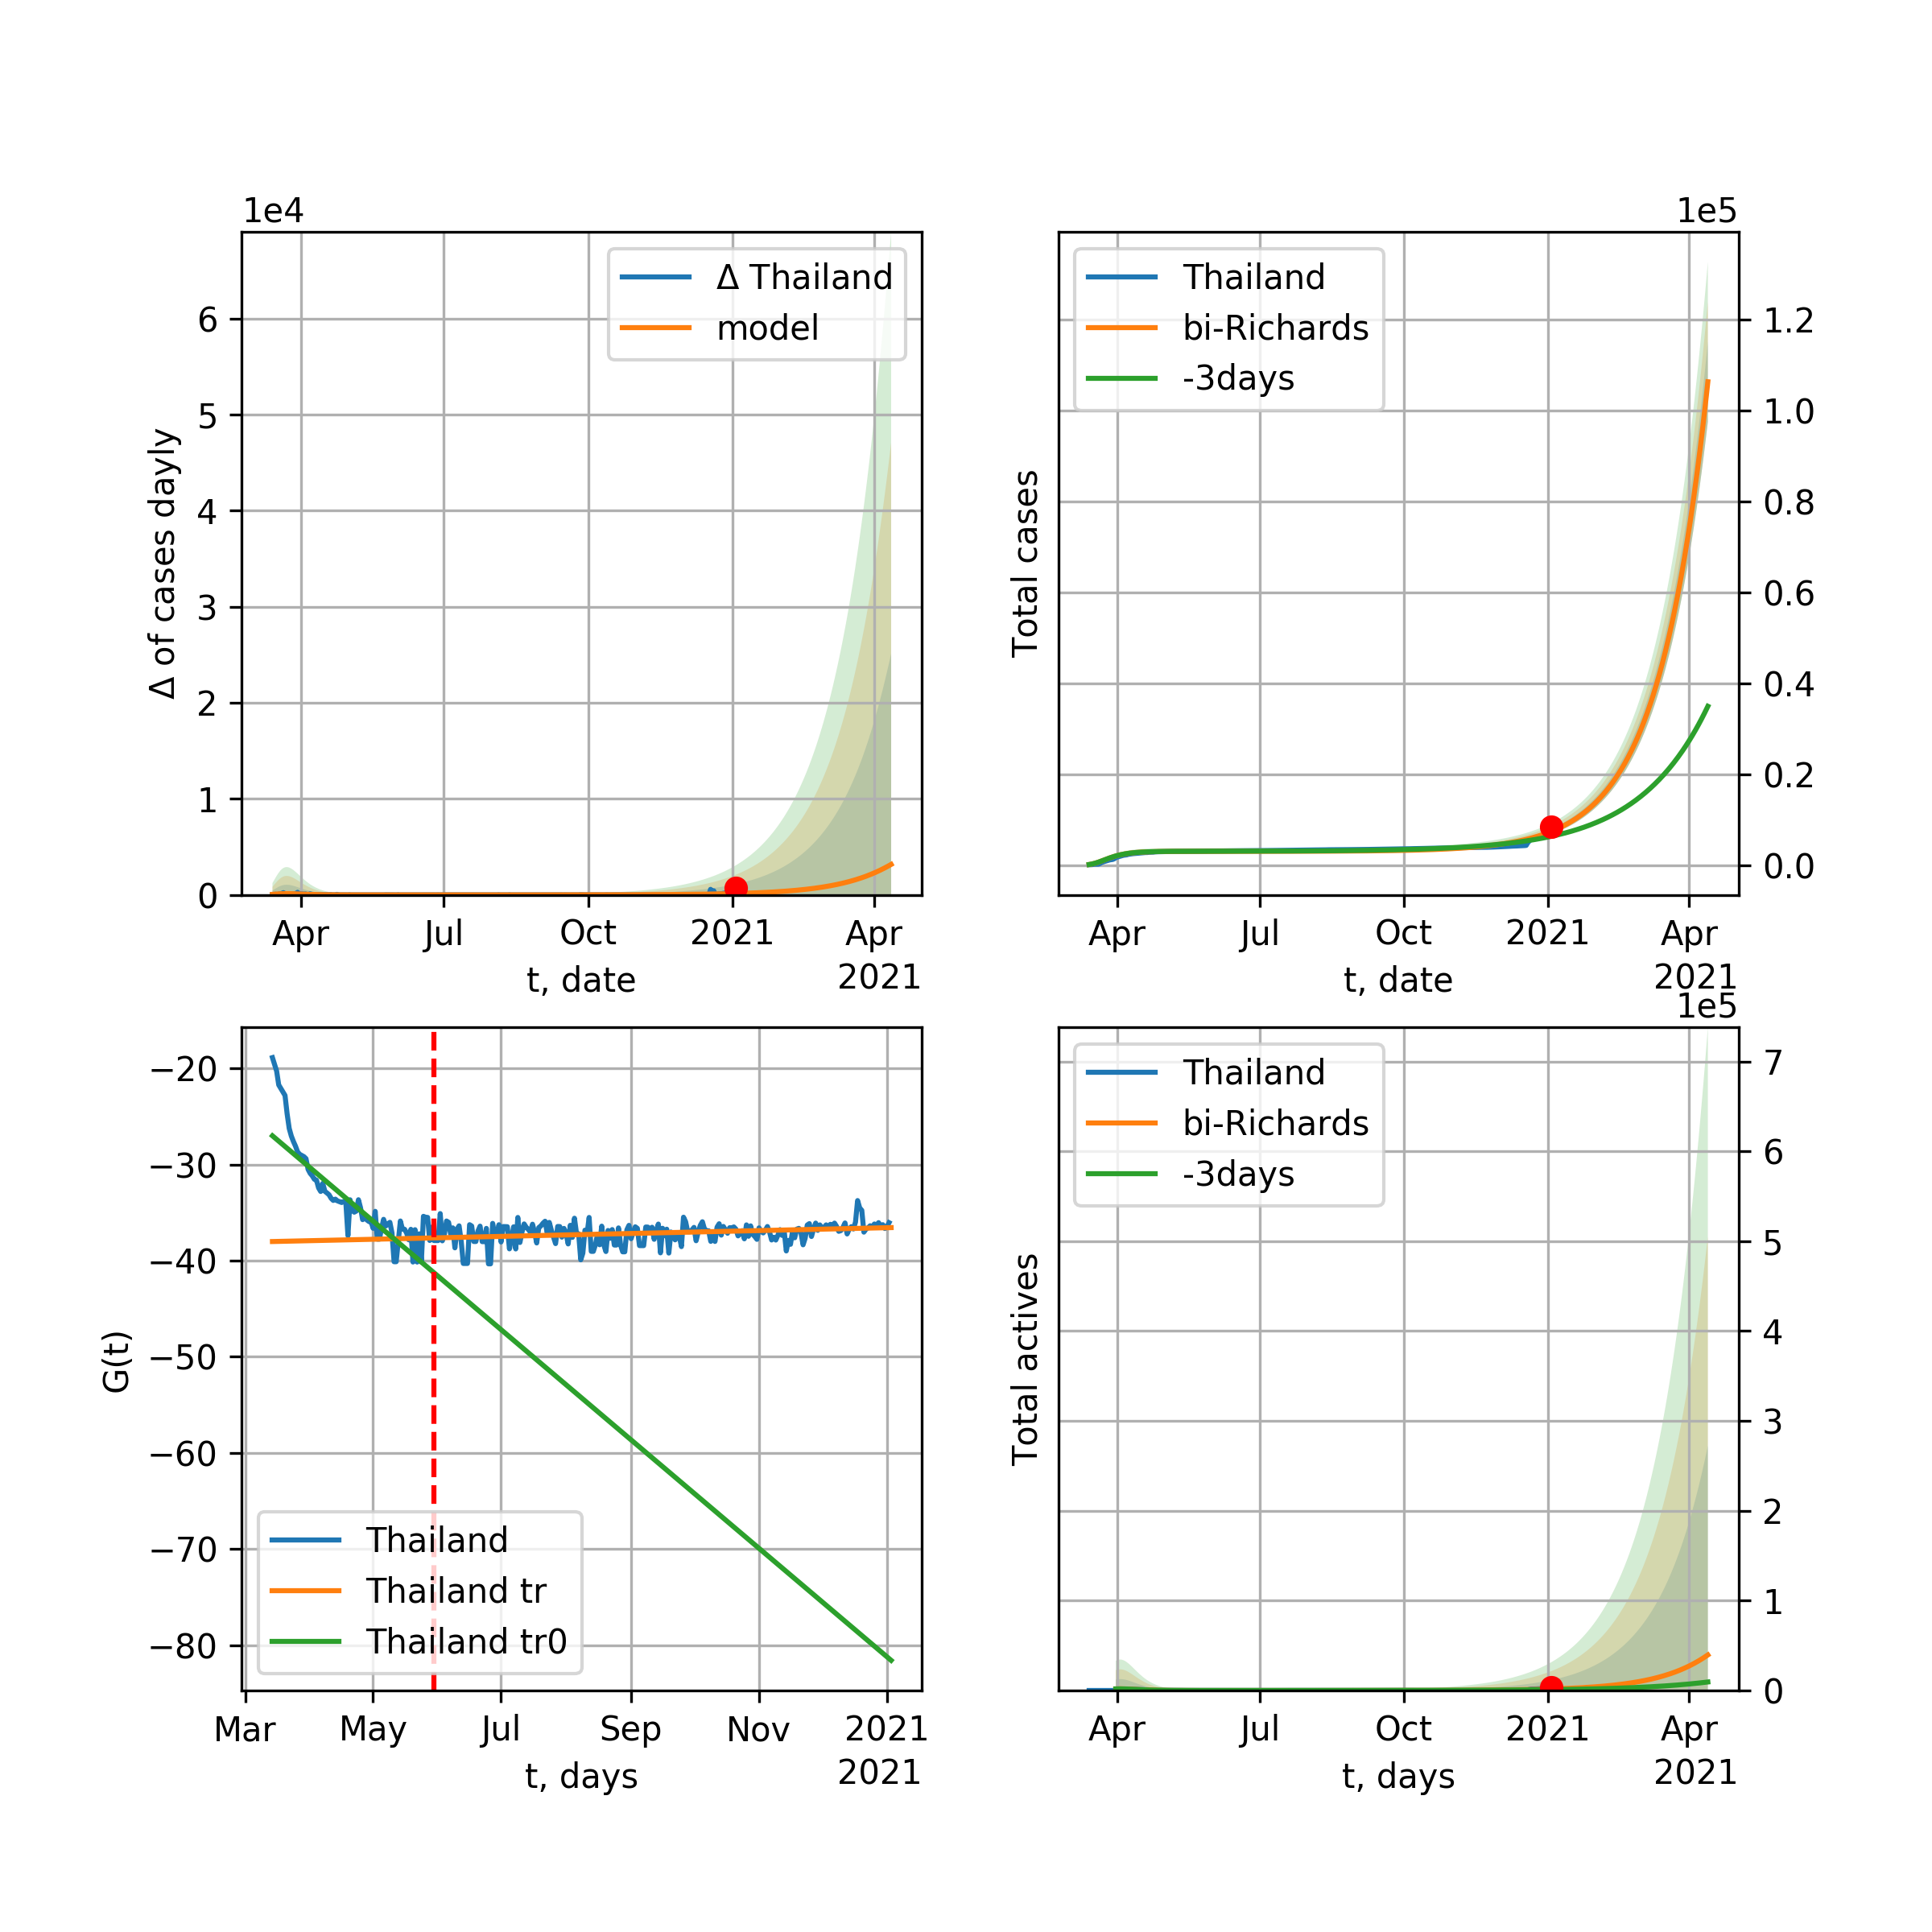 1e4
Δ of cases dayly
6
5
4
3
2
1
0
Δ Thailand
model
Apr Jul Oct 2021 Apr
2021
t, date
1e5
Total cases
Thailand
bi-Richards
-3days
1.2
1.0
0.8
0.6
0.4
0.2
0.0
Apr Jul Oct 2021 Apr
2021
t, date
G(t)
−20
−30
−40
−50
−60
−70
−80
Thailand
Thailand tr
Thailand tr0
Mar May Jul Sep Nov 2021
2021
t, days
1e5
Total actives
Thailand
bi-Richards
-3days
7
6
5
4
3
2
1
0
Apr Jul Oct 2021 Apr
2021
t, days